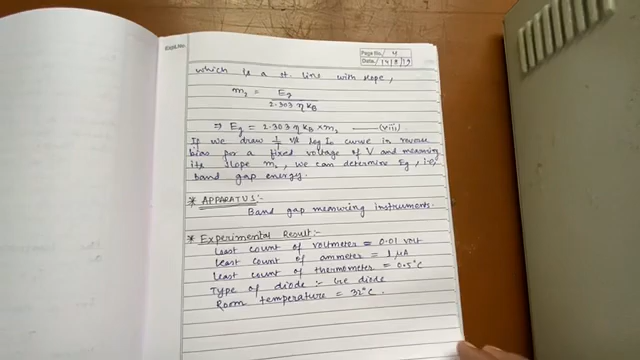 Expt. No.
Page No. 4
Date 14/8/19
which is a st. line with slope,
m₂ = Eg / 2.303 η kB
⇒ Eg = 2.303 η kB × m₂ —— (viii)
If we draw 1/T vs log I₀ curve in reverse
bias for a fixed voltage of V and measuring
its slope m, we can determine Eg, i.e,
band gap energy.
* APPARATUS:-
Band gap measuring instruments.
* Experimental Result:-
Least count of voltmeter = 0.01 volt
Least count of ammeter = 1 μA
Least count of thermometer = 0.5°C
Type of diode :- Ge diode
Room temperature = 32°C.